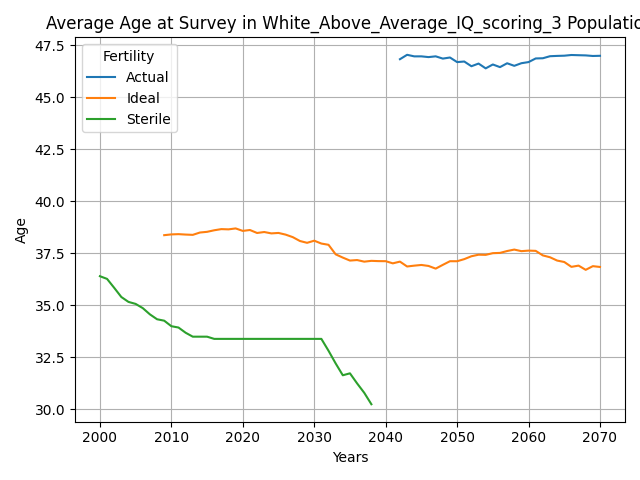 Average Age at Survey in White_Above_Average_IQ_scoring_3 Populatio
Fertility
Actual
Ideal
Sterile
47.5
45.0
42.5
40.0
37.5
35.0
32.5
30.0
Age
2000 2010 2020 2030 2040 2050 2060 2070
Years